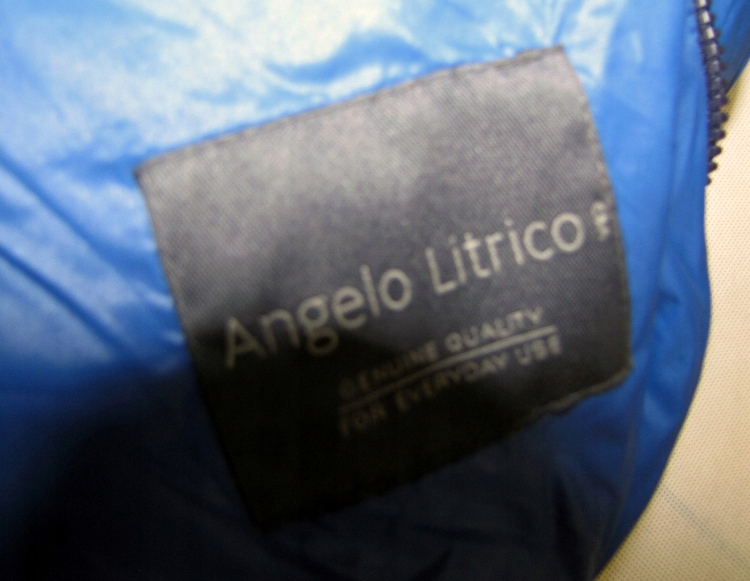 Angelo Litrico
GENUINE QUALITY
FOR EVERYDAY USE